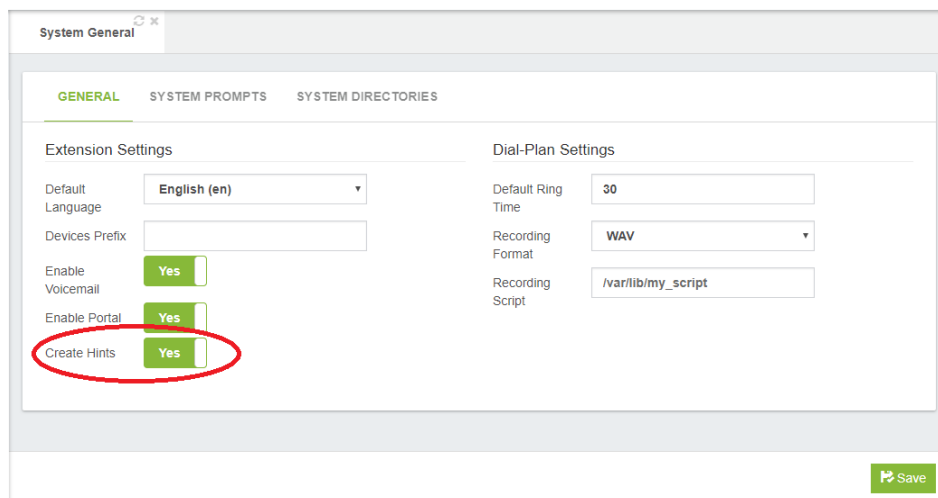 System General
GENERAL SYSTEM PROMPTS SYSTEM DIRECTORIES
Extension Settings
Default
Language
English (en)
Devices Prefix
Enable
Voicemail
Yes
Enable Portal
Yes
Create Hints
Yes
Dial-Plan Settings
Default Ring
Time
30
Recording
Format
WAV
Recording
Script
/var/lib/my_script
Save